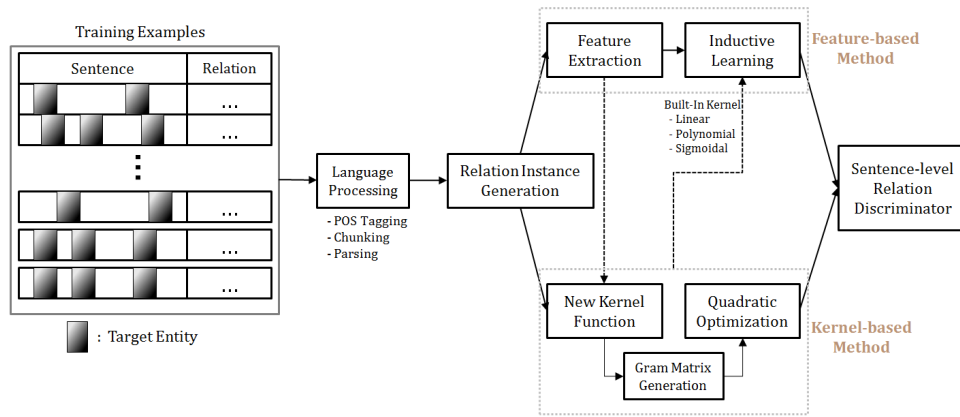 Training Examples
Sentence
Relation
...
...
...
...
...
: Target Entity
Language
Processing
- POS Tagging
- Chunking
- Parsing
Relation Instance
Generation
Feature
Extraction
Inductive
Learning
Feature-based
Method
Built-In Kernel
- Linear
- Polynomial
- Sigmoidal
New Kernel
Function
Quadratic
Optimization
Gram Matrix
Generation
Kernel-based
Method
Sentence-level
Relation
Discriminator